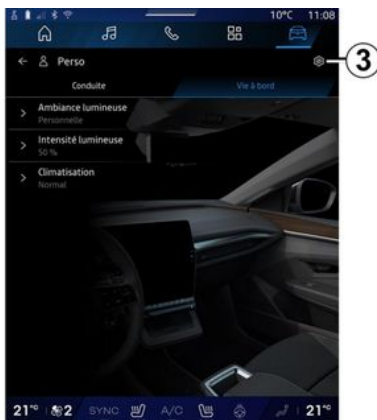 10°C 11:08
Perso
3
Conduite Vie à bord
Ambiance lumineuse
Personnelle
Intensité lumineuse
50 %
Climatisation
Normal
21°C 2 SYNC A/C 21°C